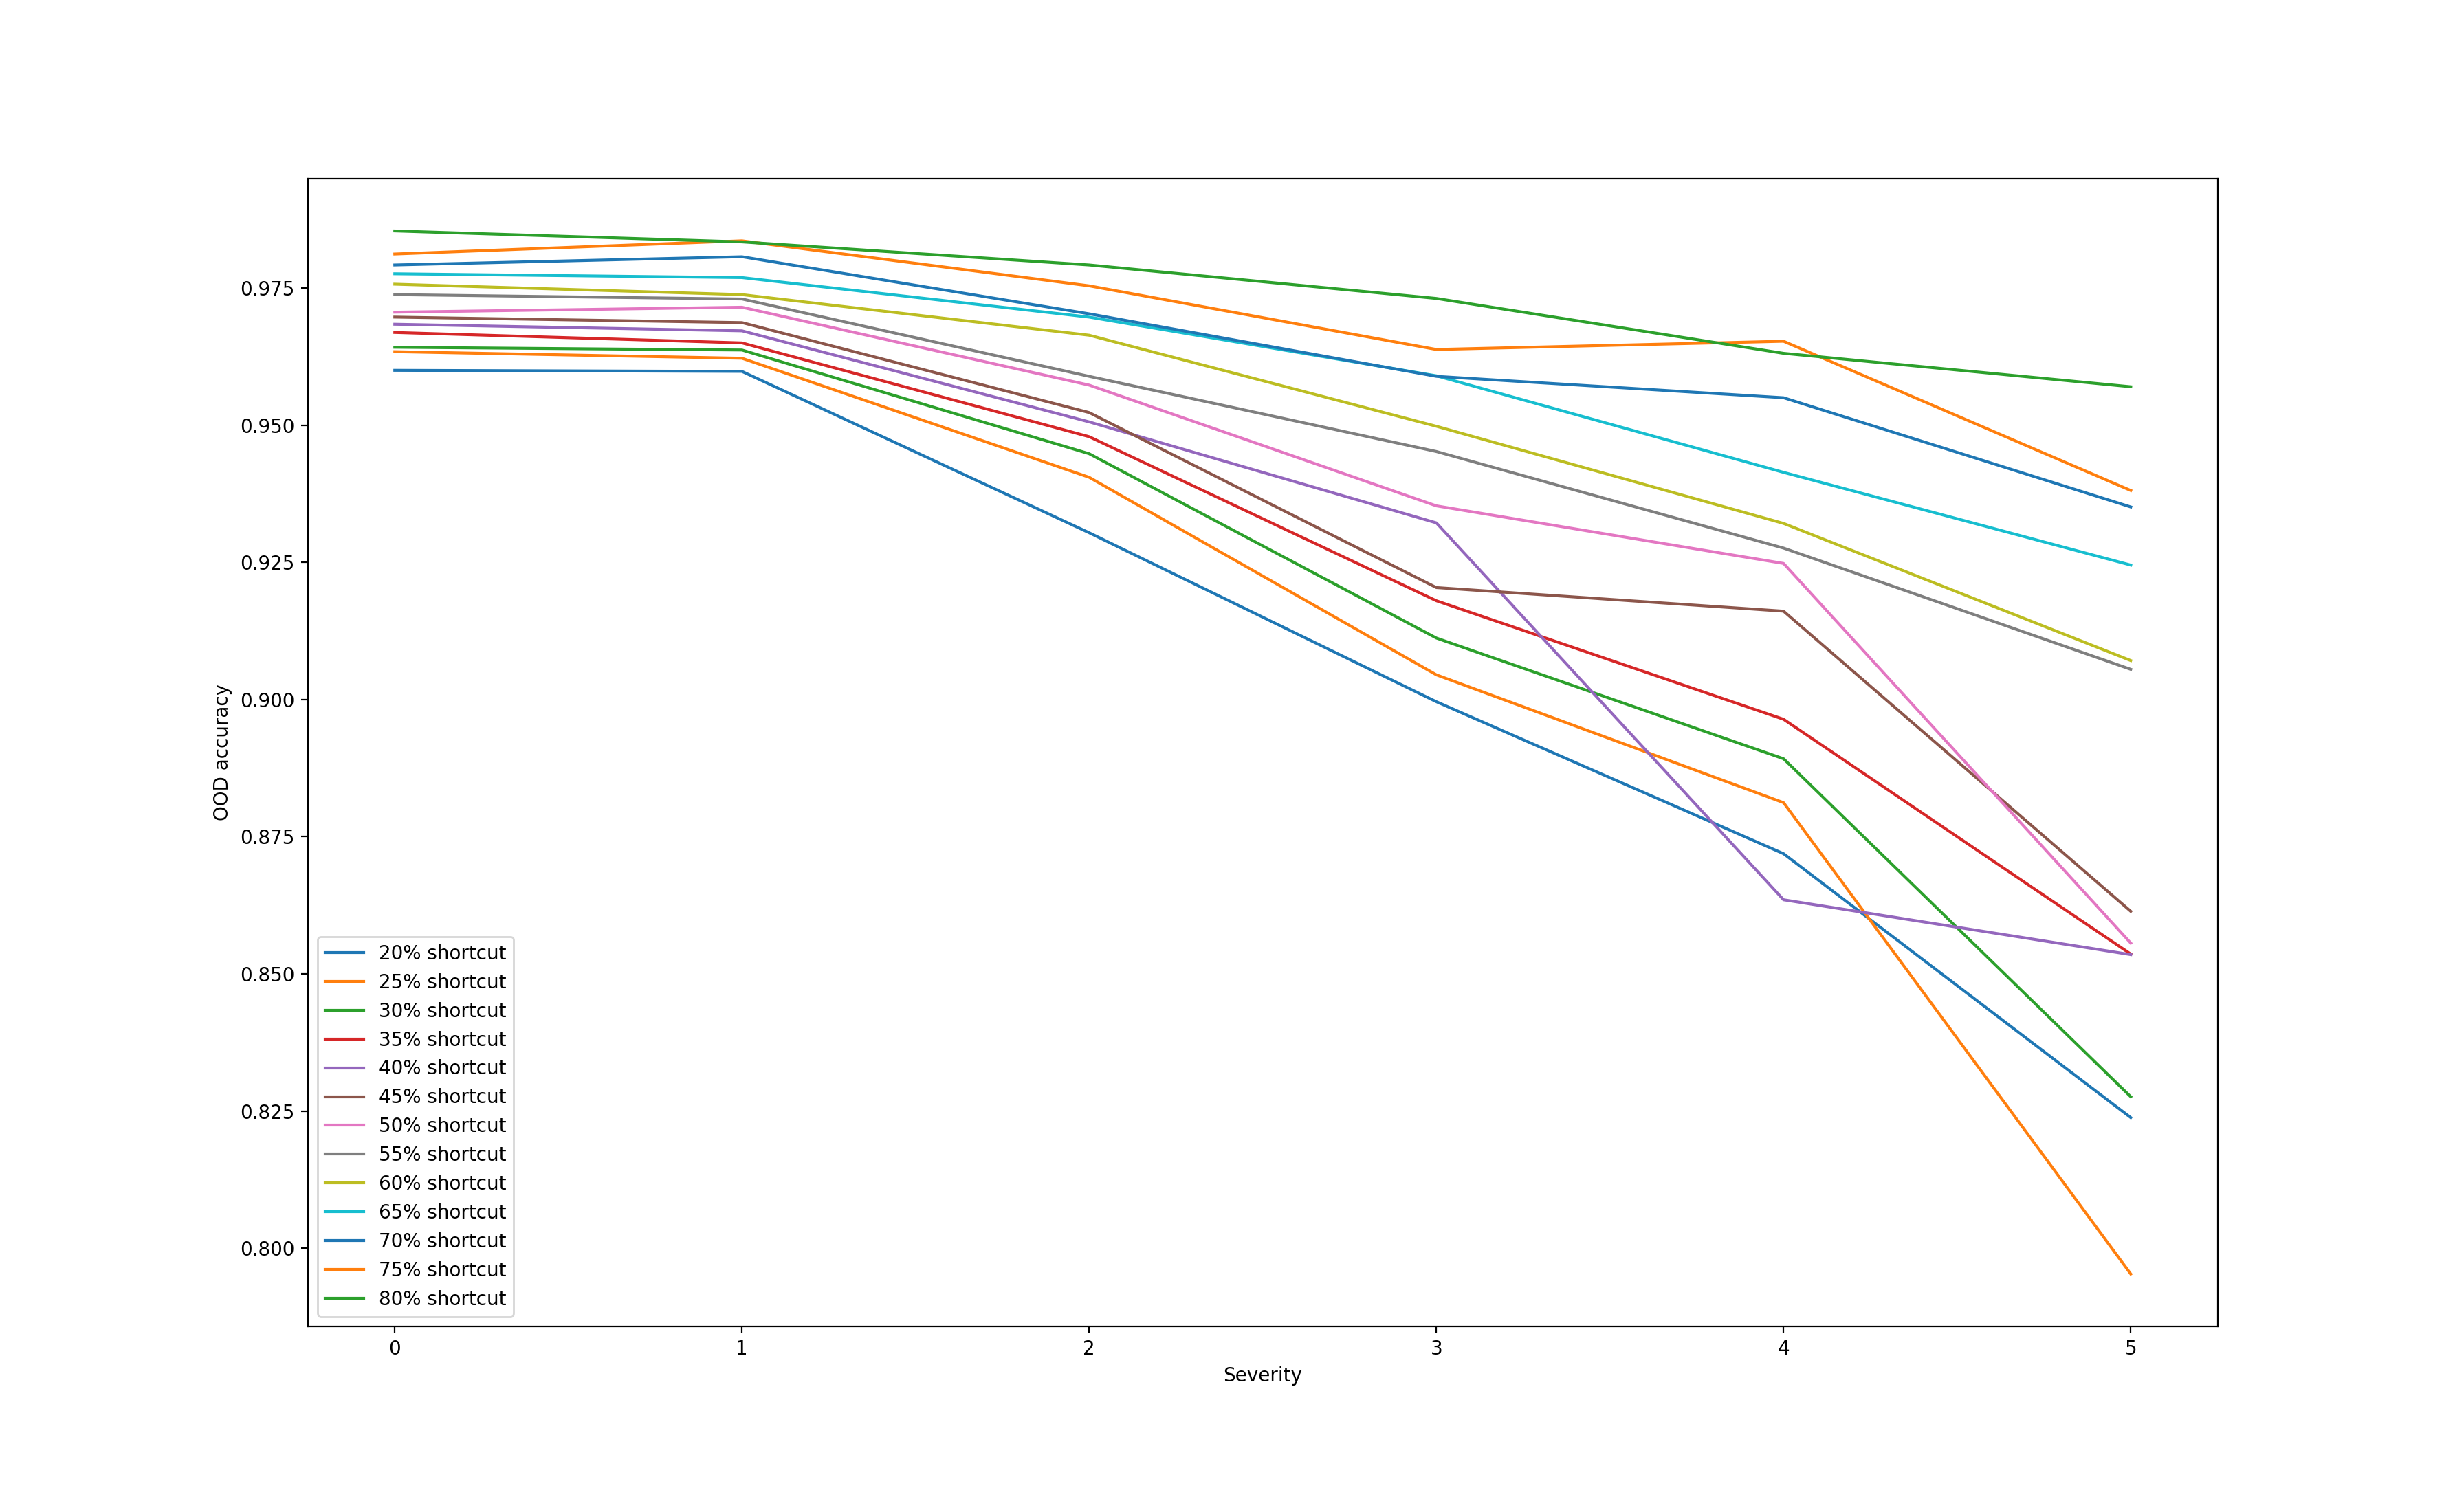 0.975
0.950
0.925
0.900
0.875
0.850
0.825
0.800
OOD accuracy
20% shortcut
25% shortcut
30% shortcut
35% shortcut
40% shortcut
45% shortcut
50% shortcut
55% shortcut
60% shortcut
65% shortcut
70% shortcut
75% shortcut
80% shortcut
0 1 2 3 4 5
Severity